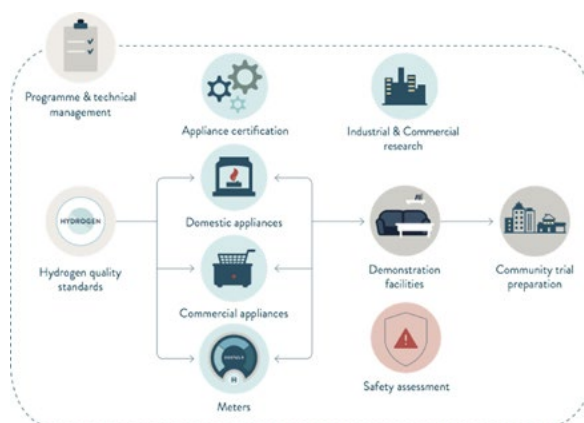 Programme & technical
management
Appliance certification
Industrial & Commercial
research
HYDROGEN
Hydrogen quality
standards
Domestic appliances
Commercial appliances
Meters
Demonstration
facilities
Community trial
preparation
Safety assessment